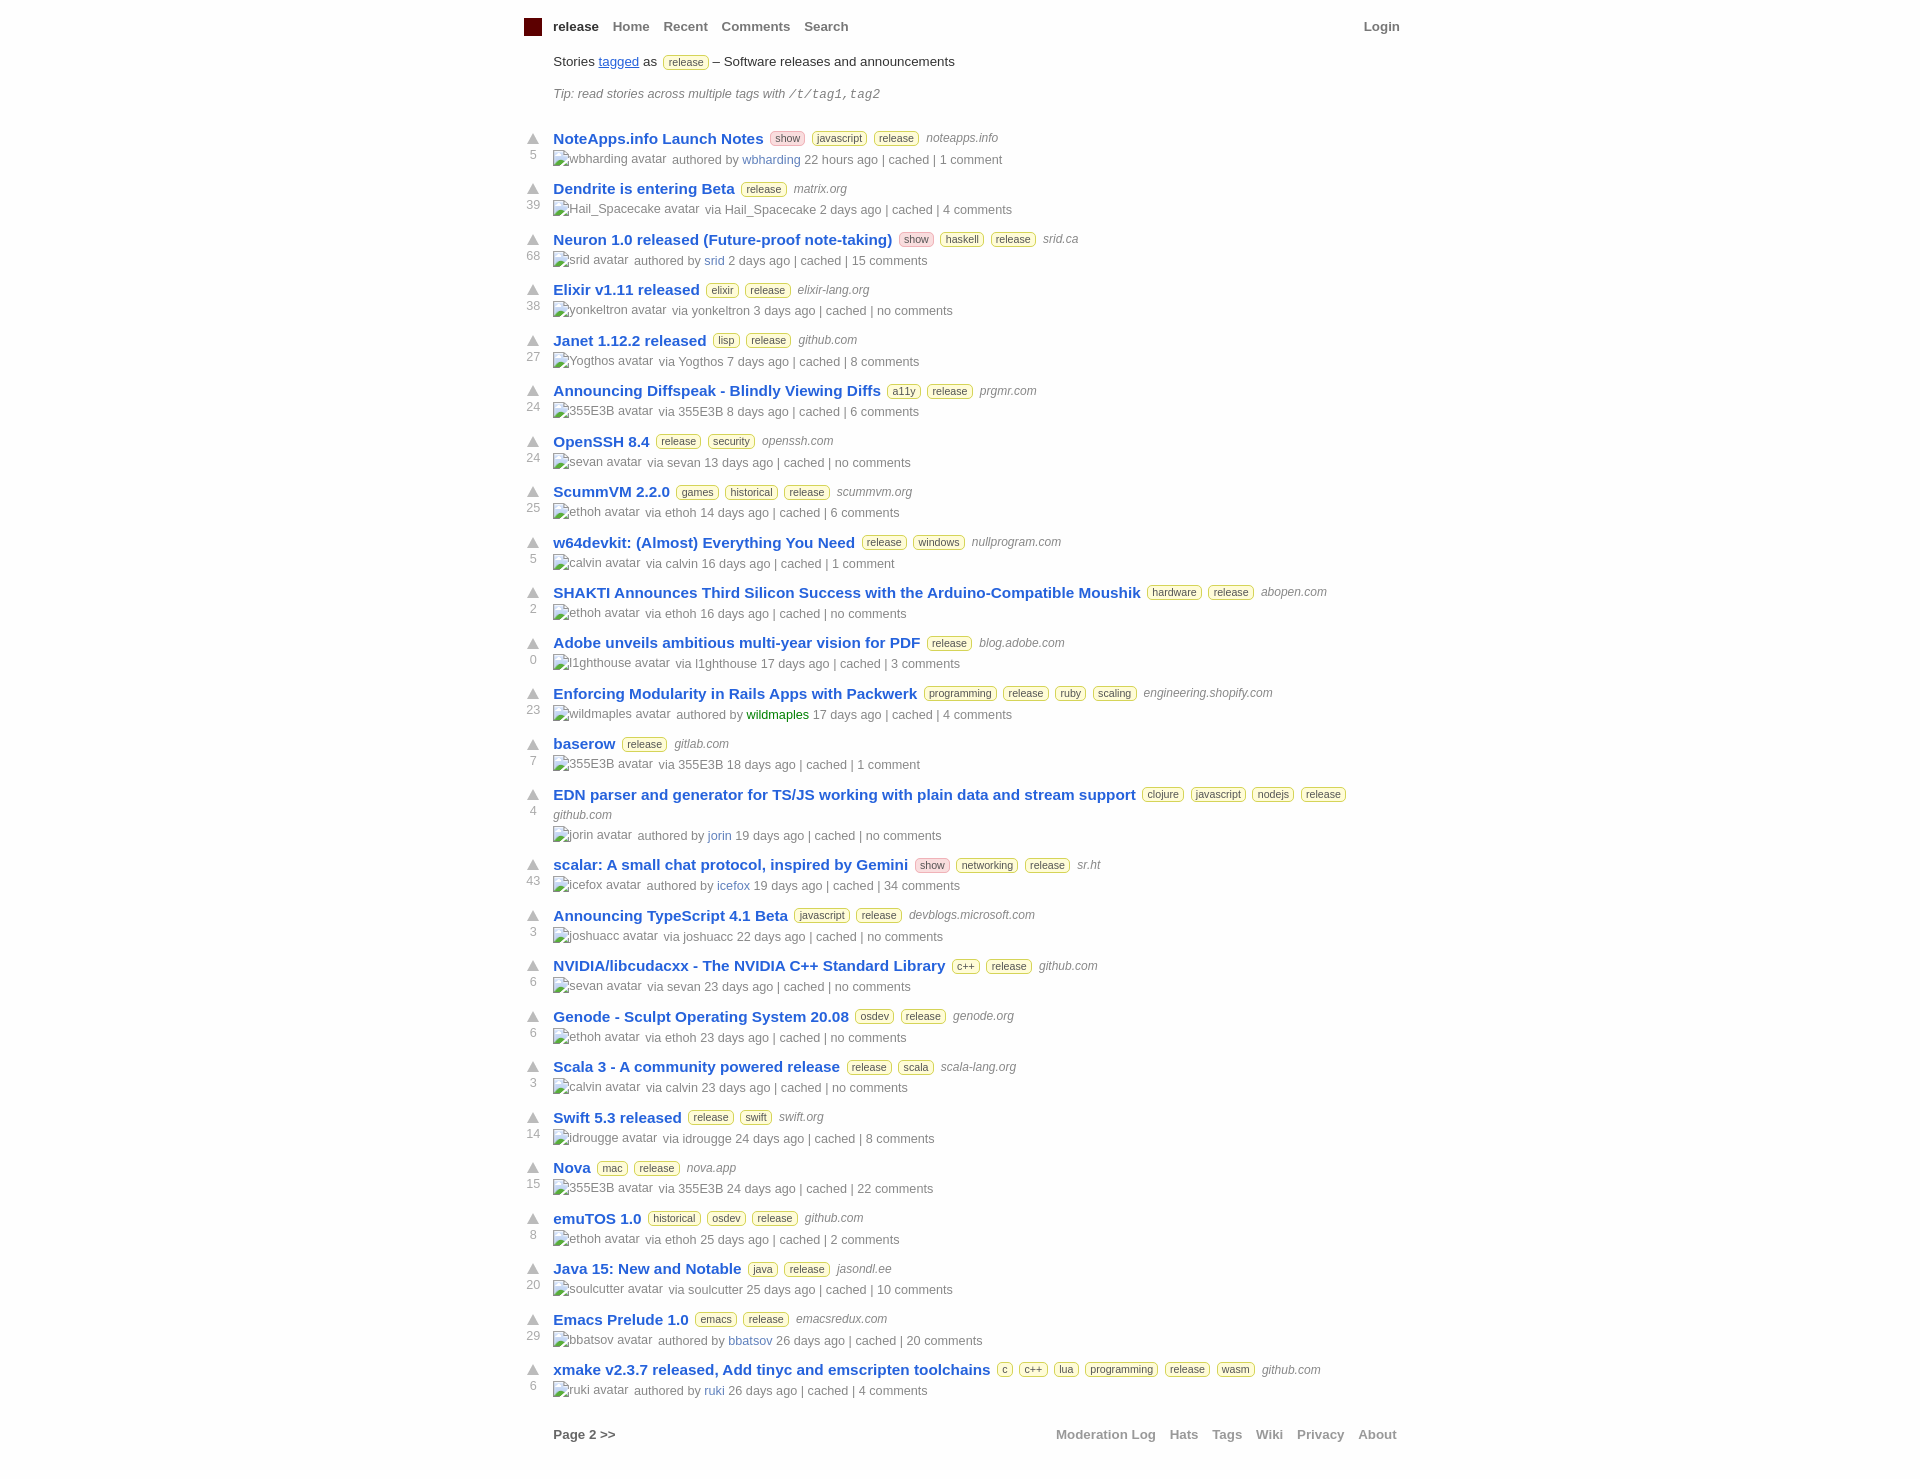 release Home Recent Comments Search Login
Stories tagged as release – Software releases and announcements
Tip: read stories across multiple tags with /t/tag1,tag2
NoteApps.info Launch Notes show javascript release noteapps.info
5 wbharding avatar authored by wbharding 22 hours ago | cached | 1 comment
Dendrite is entering Beta release matrix.org
39 Hail_Spacecake avatar via Hail_Spacecake 2 days ago | cached | 4 comments
Neuron 1.0 released (Future-proof note-taking) show haskell release srid.ca
68 srid avatar authored by srid 2 days ago | cached | 15 comments
Elixir v1.11 released elixir release elixir-lang.org
38 yonkeltron avatar via yonkeltron 3 days ago | cached | no comments
Janet 1.12.2 released lisp release github.com
27 Yogthos avatar via Yogthos 7 days ago | cached | 8 comments
Announcing Diffspeak - Blindly Viewing Diffs a11y release prgmr.com
24 355E3B avatar via 355E3B 8 days ago | cached | 6 comments
OpenSSH 8.4 release security openssh.com
24 sevan avatar via sevan 13 days ago | cached | no comments
ScummVM 2.2.0 games historical release scummvm.org
25 ethoh avatar via ethoh 14 days ago | cached | 6 comments
w64devkit: (Almost) Everything You Need release windows nullprogram.com
5 calvin avatar via calvin 16 days ago | cached | 1 comment
SHAKTI Announces Third Silicon Success with the Arduino-Compatible Moushik hardware release abopen.com
2 ethoh avatar via ethoh 16 days ago | cached | no comments
Adobe unveils ambitious multi-year vision for PDF release blog.adobe.com
0 l1ghthouse avatar via l1ghthouse 17 days ago | cached | 3 comments
Enforcing Modularity in Rails Apps with Packwerk programming release ruby scaling engineering.shopify.com
23 wildmaples avatar authored by wildmaples 17 days ago | cached | 4 comments
baserow release gitlab.com
7 355E3B avatar via 355E3B 18 days ago | cached | 1 comment
EDN parser and generator for TS/JS working with plain data and stream support clojure javascript nodejs release
4 github.com
jorin avatar authored by jorin 19 days ago | cached | no comments
scalar: A small chat protocol, inspired by Gemini show networking release sr.ht
43 icefox avatar authored by icefox 19 days ago | cached | 34 comments
Announcing TypeScript 4.1 Beta javascript release devblogs.microsoft.com
3 joshuacc avatar via joshuacc 22 days ago | cached | no comments
NVIDIA/libcudacxx - The NVIDIA C++ Standard Library c++ release github.com
6 sevan avatar via sevan 23 days ago | cached | no comments
Genode - Sculpt Operating System 20.08 osdev release genode.org
6 ethoh avatar via ethoh 23 days ago | cached | no comments
Scala 3 - A community powered release release scala scala-lang.org
3 calvin avatar via calvin 23 days ago | cached | no comments
Swift 5.3 released release swift swift.org
14 idrougge avatar via idrougge 24 days ago | cached | 8 comments
Nova mac release nova.app
15 355E3B avatar via 355E3B 24 days ago | cached | 22 comments
emuTOS 1.0 historical osdev release github.com
8 ethoh avatar via ethoh 25 days ago | cached | 2 comments
Java 15: New and Notable java release jasondl.ee
20 soulcutter avatar via soulcutter 25 days ago | cached | 10 comments
Emacs Prelude 1.0 emacs release emacsredux.com
29 bbatsov avatar authored by bbatsov 26 days ago | cached | 20 comments
xmake v2.3.7 released, Add tinyc and emscripten toolchains c c++ lua programming release wasm github.com
6 ruki avatar authored by ruki 26 days ago | cached | 4 comments
Page 2 >> Moderation Log Hats Tags Wiki Privacy About